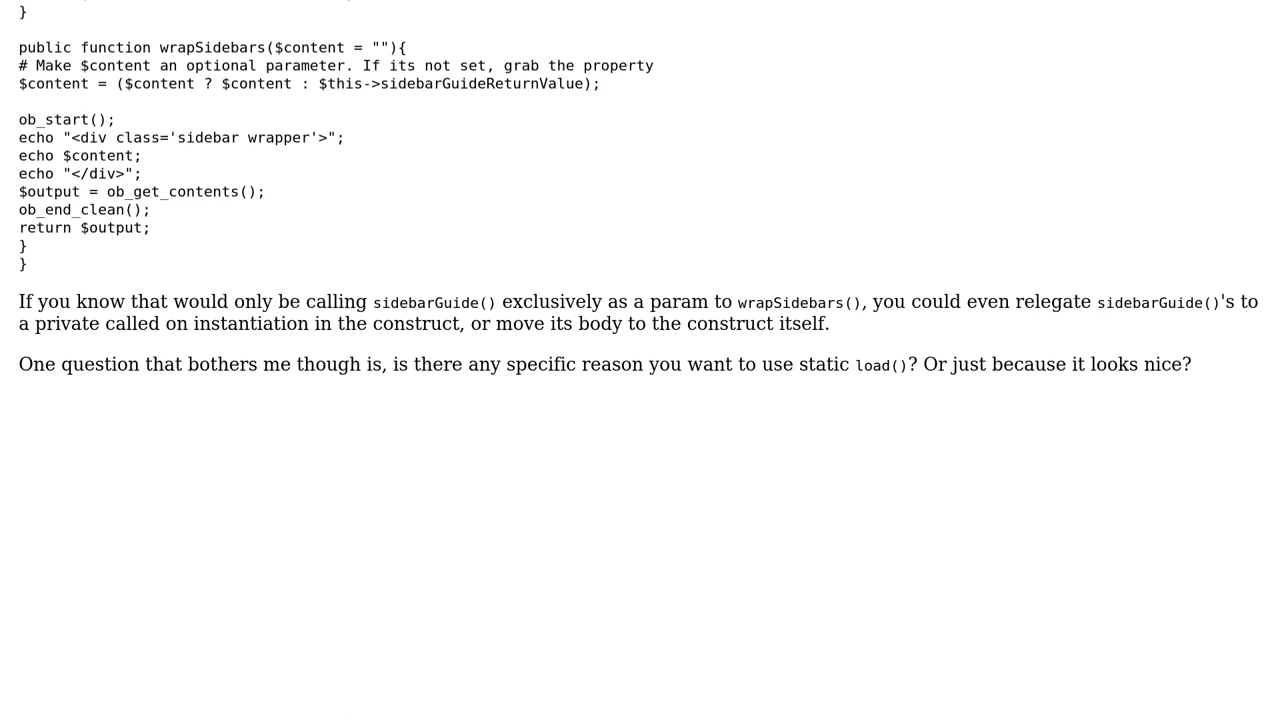 }
public function wrapSidebars($content = ""){
# Make $content an optional parameter. If its not set, grab the property
$content = ($content ? $content : $this->sidebarGuideReturnValue);
ob_start();
echo "<div class='sidebar wrapper'>";
echo $content;
echo "</div>";
$output = ob_get_contents();
ob_end_clean();
return $output;
}
}
If you know that would only be calling sidebarGuide() exclusively as a param to wrapSidebars(), you could even relegate sidebarGuide()'s to
a private called on instantiation in the construct, or move its body to the construct itself.
One question that bothers me though is, is there any specific reason you want to use static load()? Or just because it looks nice?